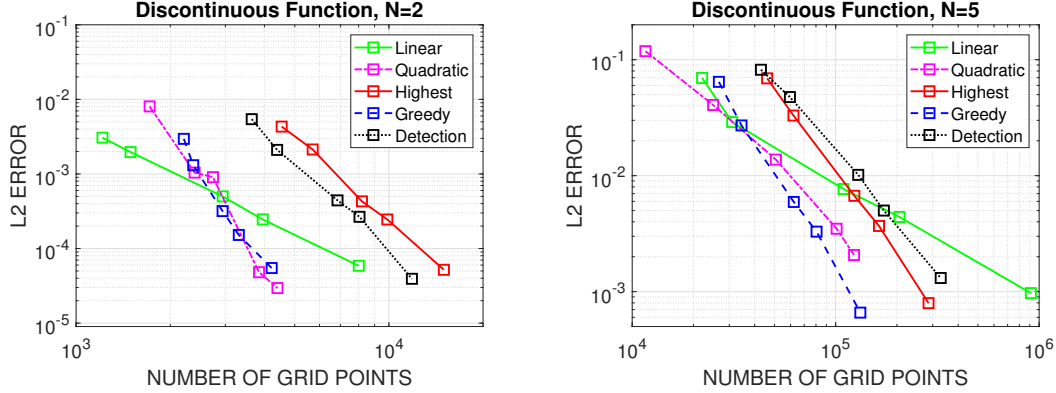 Discontinuous Function, N=2
10^-1
10^-2
10^-3
10^-4
10^-5
L2 ERROR
10^3
10^4
NUMBER OF GRID POINTS
Linear
Quadratic
Highest
Greedy
Detection
Discontinuous Function, N=5
10^-1
10^-2
10^-3
L2 ERROR
10^4
10^5
10^6
NUMBER OF GRID POINTS
Linear
Quadratic
Highest
Greedy
Detection